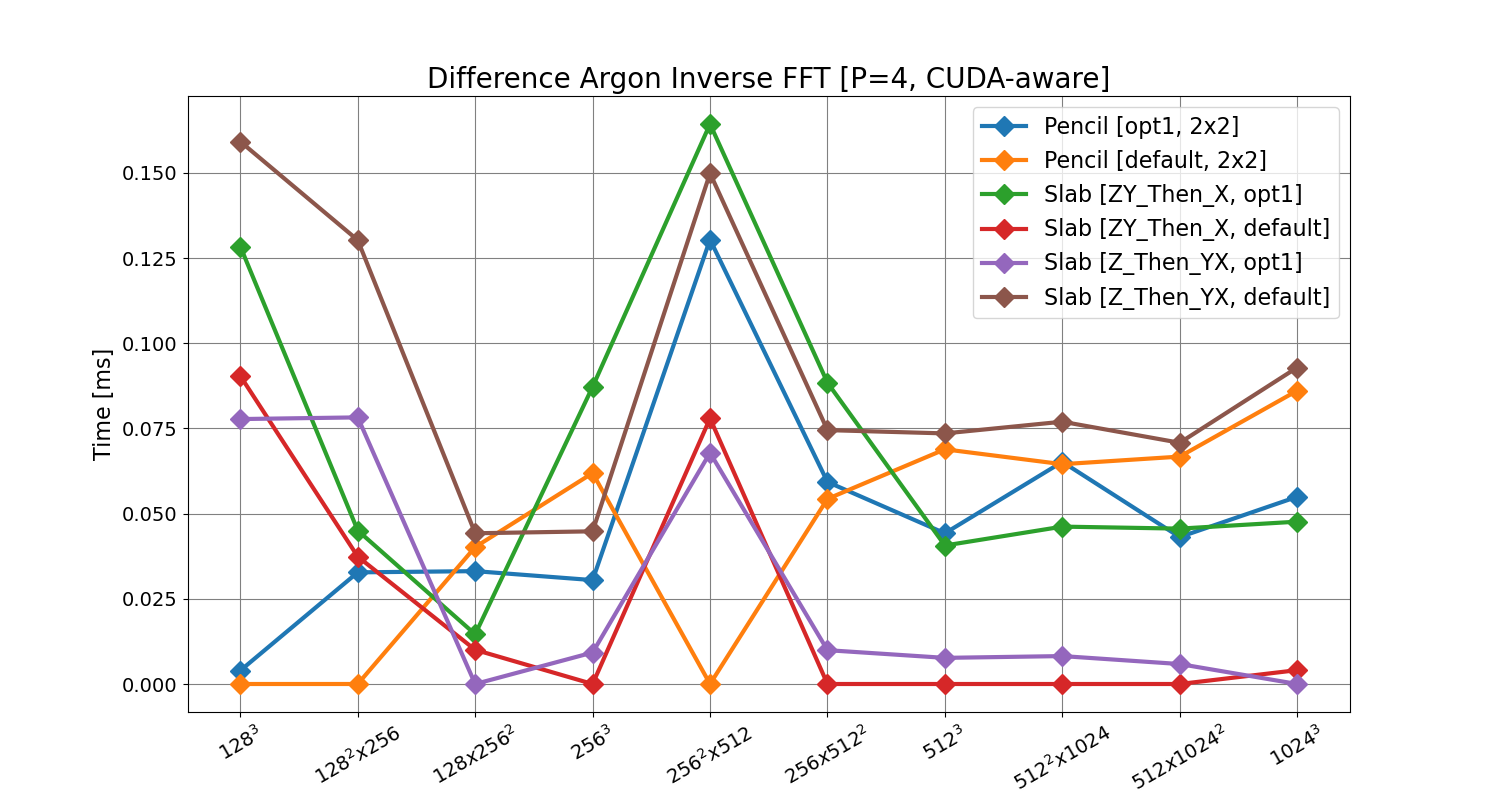 Difference Argon Inverse FFT [P=4, CUDA-aware]
Pencil [opt1, 2x2]
Pencil [default, 2x2]
Slab [ZY_Then_X, opt1]
Slab [ZY_Then_X, default]
Slab [Z_Then_YX, opt1]
Slab [Z_Then_YX, default]
Time [ms]
0.150
0.125
0.100
0.075
0.050
0.025
0.000
128³
128²x256
128x256²
256³
256²x512
256x512²
512³
512²x1024
512x1024²
1024³